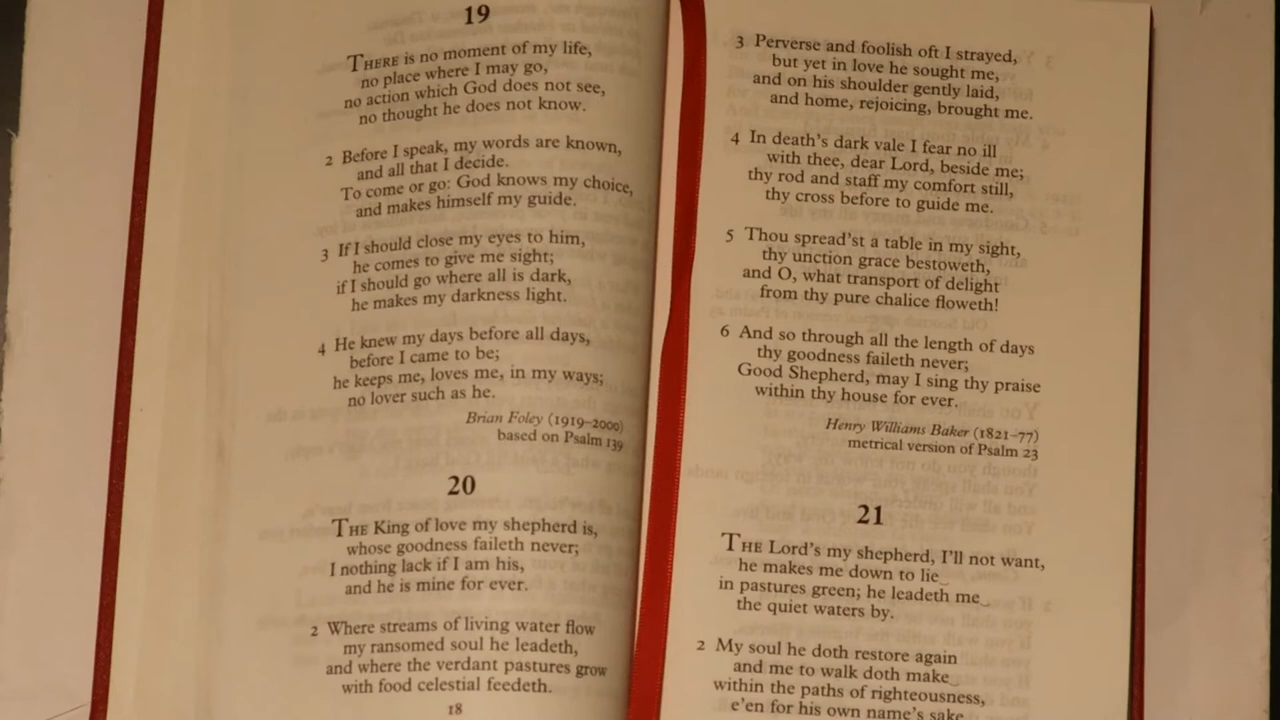 19
THERE is no moment of my life,
no place where I may go,
no action which God does not see,
no thought he does not know.
2 Before I speak, my words are known,
and all that I decide.
To come or go: God knows my choice,
and makes himself my guide.
3 If I should close my eyes to him,
he comes to give me sight;
if I should go where all is dark,
he makes my darkness light.
4 He knew my days before all days,
before I came to be;
he keeps me, loves me, in my ways;
no lover such as he.
Brian Foley (1919–2000)
based on Psalm 139
20
THE King of love my shepherd is,
whose goodness faileth never;
I nothing lack if I am his,
and he is mine for ever.
2 Where streams of living water flow
my ransomed soul he leadeth,
and where the verdant pastures grow
with food celestial feedeth.
18
3 Perverse and foolish oft I strayed,
but yet in love he sought me,
and on his shoulder gently laid,
and home, rejoicing, brought me.
4 In death's dark vale I fear no ill
with thee, dear Lord, beside me;
thy rod and staff my comfort still,
thy cross before to guide me.
5 Thou spread'st a table in my sight,
thy unction grace bestoweth,
and O, what transport of delight
from thy pure chalice floweth!
6 And so through all the length of days
thy goodness faileth never;
Good Shepherd, may I sing thy praise
within thy house for ever.
Henry Williams Baker (1821–77)
metrical version of Psalm 23
21
THE Lord's my shepherd, I'll not want,
he makes me down to lie‿
in pastures green; he leadeth me‿
the quiet waters by.
2 My soul he doth restore again
and me to walk doth make‿
within the paths of righteousness,
e'en for his own name's sake